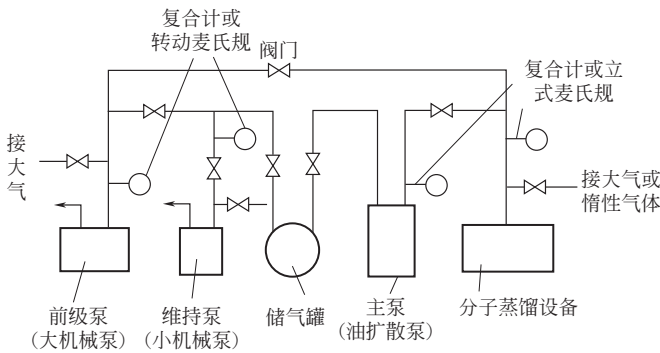 复合计或
转动麦氏规
阀门
复合计或立
式麦氏规
接
大
气
接大气或
惰性气体
前级泵
(大机械泵)
维持泵
(小机械泵)
储气罐
主泵
(油扩散泵)
分子蒸馏设备